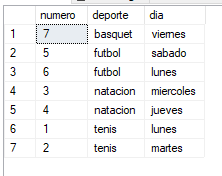 numero deporte dia
1 7 basquet viernes
2 5 futbol sabado
3 6 futbol lunes
4 3 natacion miercoles
5 4 natacion jueves
6 1 tenis lunes
7 2 tenis martes